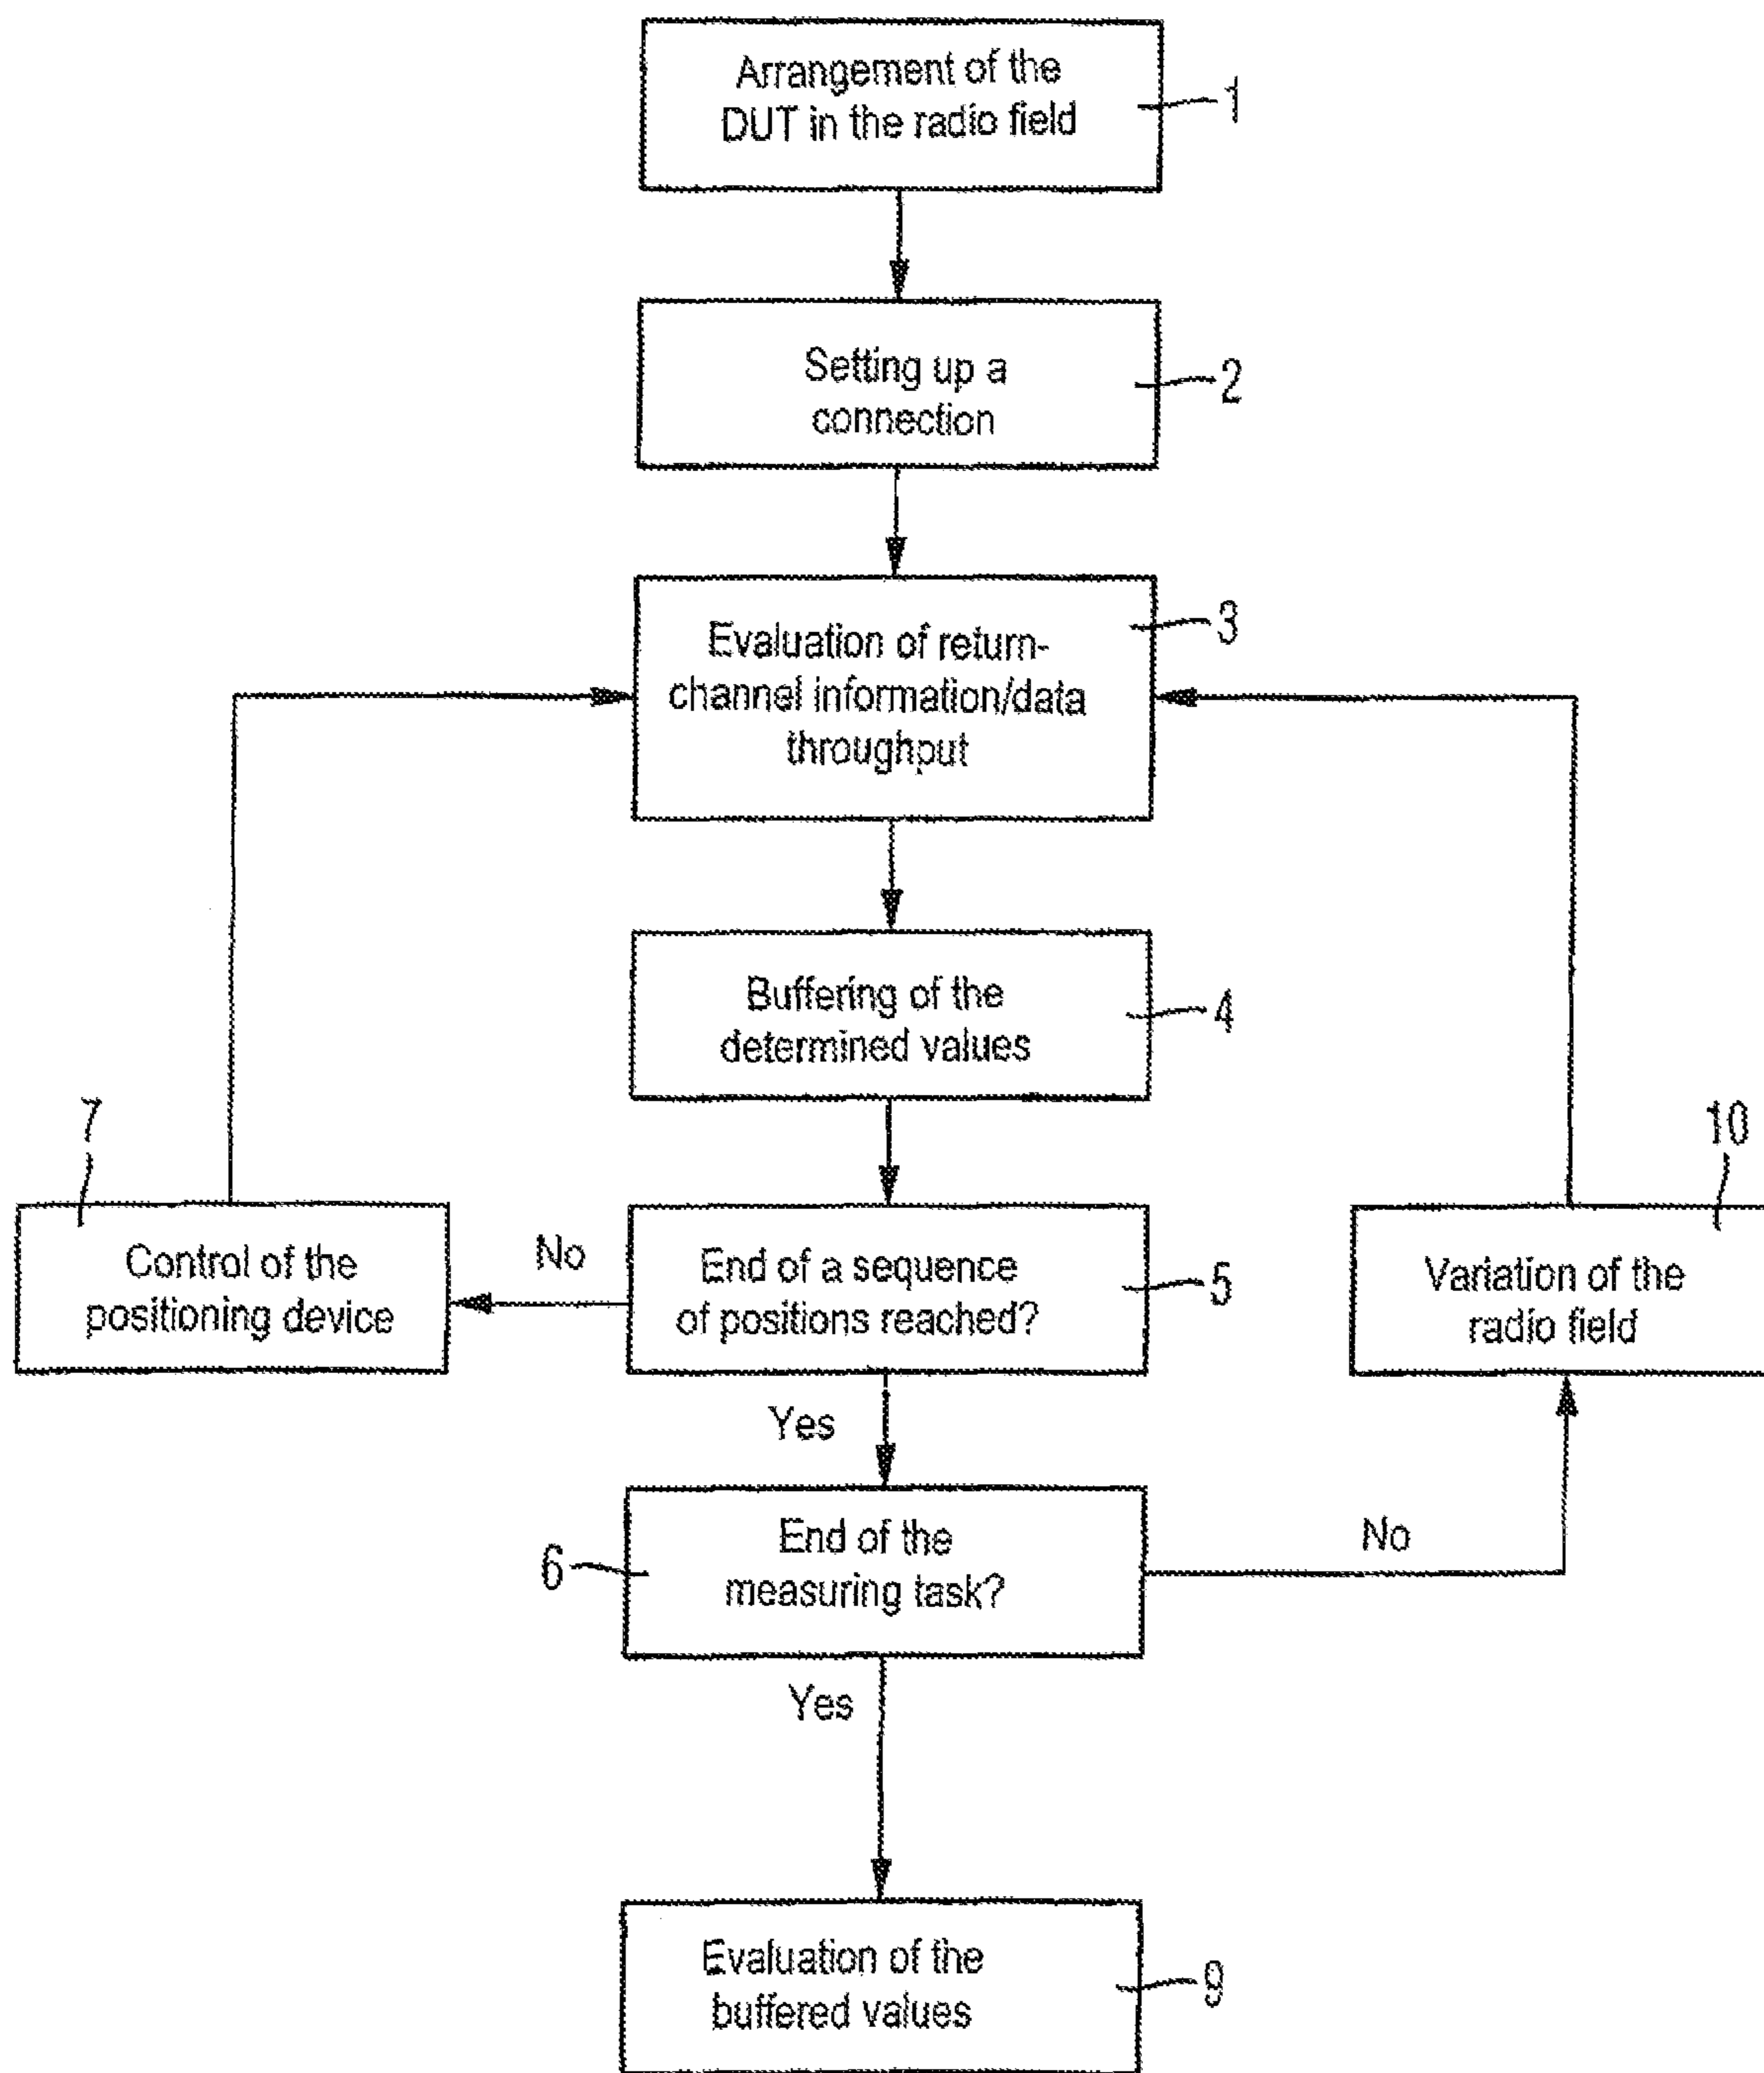 Arrangement of the
DUT in the radio field
1
Setting up a
connection
2
Evaluation of return-
channel information/data
throughput
3
Buffering of the
determined values
4
7
Control of the
positioning device
No
End of a sequence
of positions reached?
5
10
Variation of the
radio field
Yes
6
End of the
measuring task?
No
Yes
Evaluation of the
buffered values
9